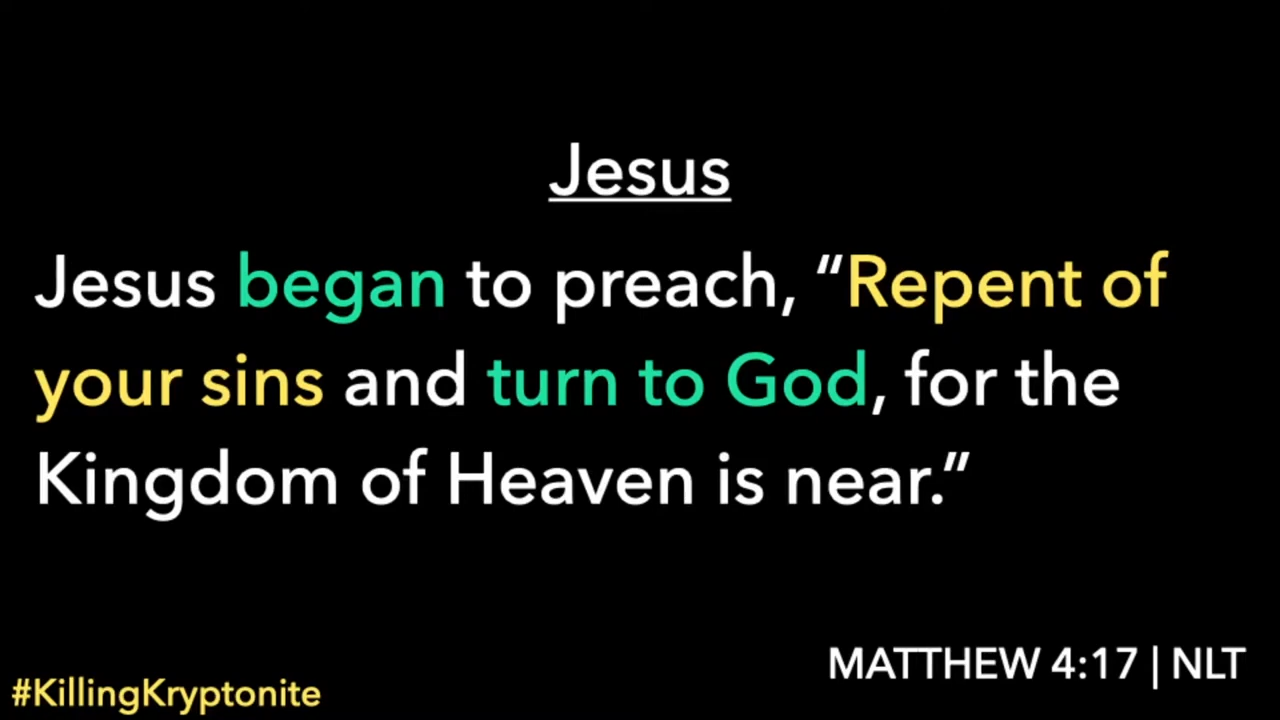 Jesus
Jesus began to preach, “Repent of
your sins and turn to God, for the
Kingdom of Heaven is near.”
MATTHEW 4:17 | NLT
#KillingKryptonite